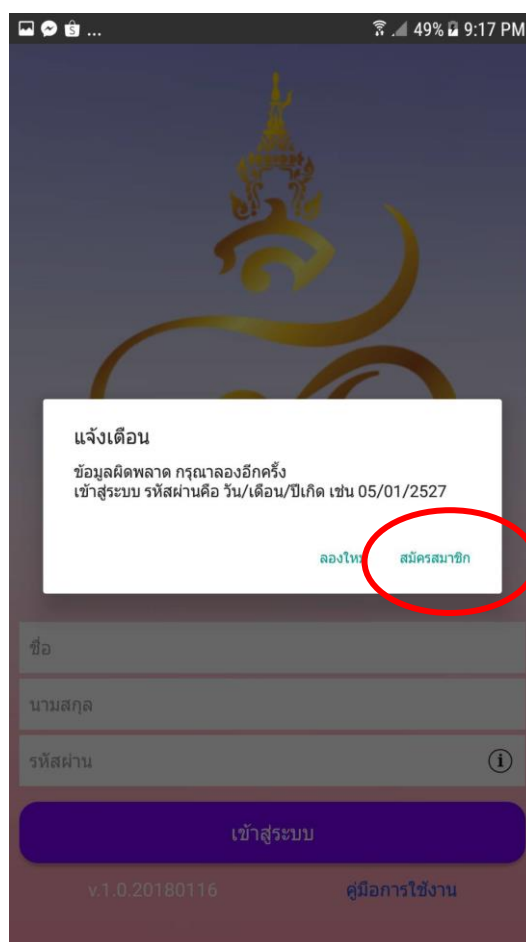 ... 49% 9:17 PM
แจ้งเตือน
ข้อมูลผิดพลาด กรุณาลองอีกครั้ง
เข้าสู่ระบบ รหัสผ่านคือ วัน/เดือน/ปีเกิด เช่น 05/01/2527
ลองใหม่ สมัครสมาชิก
ชื่อ
นามสกุล
รหัสผ่าน
เข้าสู่ระบบ
v.1.0.20180116 คู่มือการใช้งาน